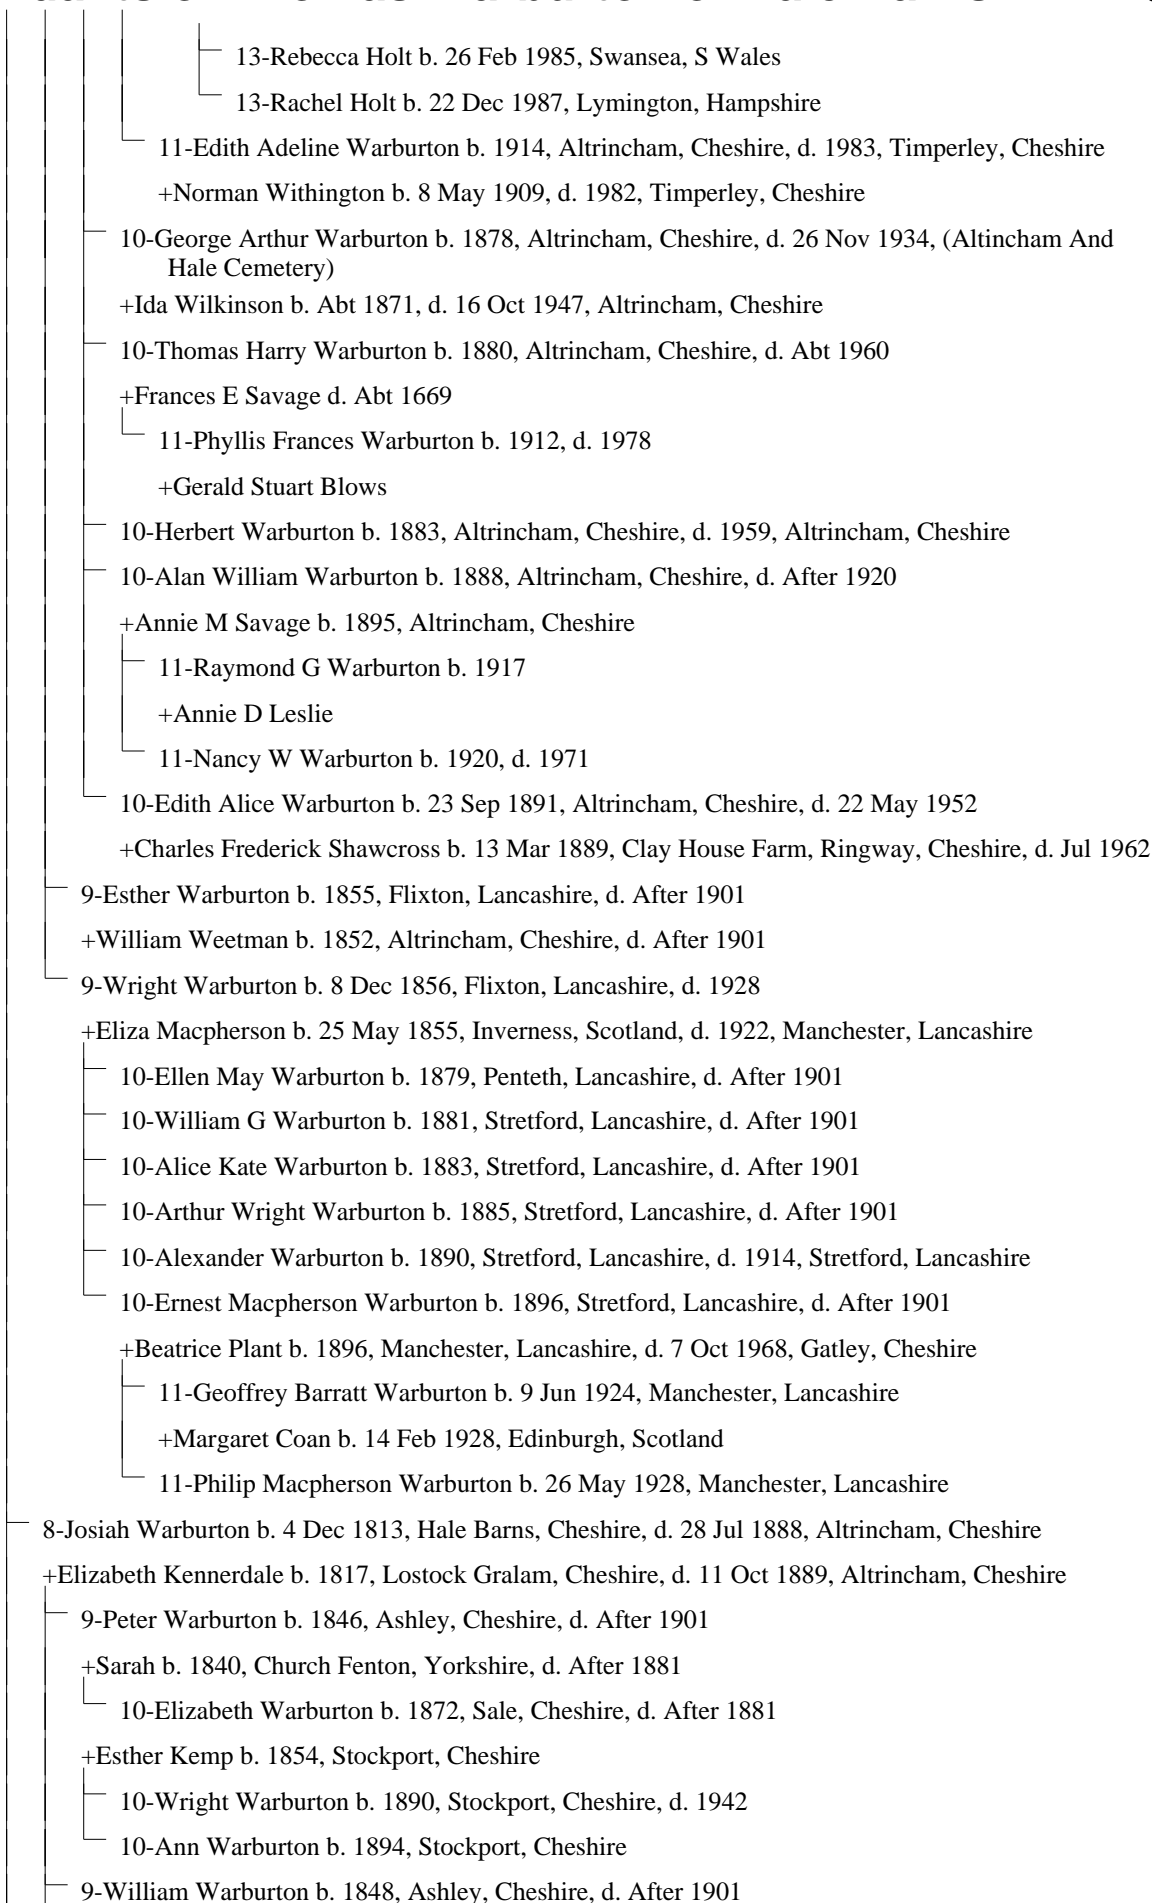 13-Rebecca Holt b. 26 Feb 1985, Swansea, S Wales
13-Rachel Holt b. 22 Dec 1987, Lymington, Hampshire
11-Edith Adeline Warburton b. 1914, Altrincham, Cheshire, d. 1983, Timperley, Cheshire
+Norman Withington b. 8 May 1909, d. 1982, Timperley, Cheshire
10-George Arthur Warburton b. 1878, Altrincham, Cheshire, d. 26 Nov 1934, (Altincham And
Hale Cemetery)
+Ida Wilkinson b. Abt 1871, d. 16 Oct 1947, Altrincham, Cheshire
10-Thomas Harry Warburton b. 1880, Altrincham, Cheshire, d. Abt 1960
+Frances E Savage d. Abt 1669
11-Phyllis Frances Warburton b. 1912, d. 1978
+Gerald Stuart Blows
10-Herbert Warburton b. 1883, Altrincham, Cheshire, d. 1959, Altrincham, Cheshire
10-Alan William Warburton b. 1888, Altrincham, Cheshire, d. After 1920
+Annie M Savage b. 1895, Altrincham, Cheshire
11-Raymond G Warburton b. 1917
+Annie D Leslie
11-Nancy W Warburton b. 1920, d. 1971
10-Edith Alice Warburton b. 23 Sep 1891, Altrincham, Cheshire, d. 22 May 1952
+Charles Frederick Shawcross b. 13 Mar 1889, Clay House Farm, Ringway, Cheshire, d. Jul 1962
9-Esther Warburton b. 1855, Flixton, Lancashire, d. After 1901
+William Weetman b. 1852, Altrincham, Cheshire, d. After 1901
9-Wright Warburton b. 8 Dec 1856, Flixton, Lancashire, d. 1928
+Eliza Macpherson b. 25 May 1855, Inverness, Scotland, d. 1922, Manchester, Lancashire
10-Ellen May Warburton b. 1879, Penteth, Lancashire, d. After 1901
10-William G Warburton b. 1881, Stretford, Lancashire, d. After 1901
10-Alice Kate Warburton b. 1883, Stretford, Lancashire, d. After 1901
10-Arthur Wright Warburton b. 1885, Stretford, Lancashire, d. After 1901
10-Alexander Warburton b. 1890, Stretford, Lancashire, d. 1914, Stretford, Lancashire
10-Ernest Macpherson Warburton b. 1896, Stretford, Lancashire, d. After 1901
+Beatrice Plant b. 1896, Manchester, Lancashire, d. 7 Oct 1968, Gatley, Cheshire
11-Geoffrey Barratt Warburton b. 9 Jun 1924, Manchester, Lancashire
+Margaret Coan b. 14 Feb 1928, Edinburgh, Scotland
11-Philip Macpherson Warburton b. 26 May 1928, Manchester, Lancashire
8-Josiah Warburton b. 4 Dec 1813, Hale Barns, Cheshire, d. 28 Jul 1888, Altrincham, Cheshire
+Elizabeth Kennerdale b. 1817, Lostock Gralam, Cheshire, d. 11 Oct 1889, Altrincham, Cheshire
9-Peter Warburton b. 1846, Ashley, Cheshire, d. After 1901
+Sarah b. 1840, Church Fenton, Yorkshire, d. After 1881
10-Elizabeth Warburton b. 1872, Sale, Cheshire, d. After 1881
+Esther Kemp b. 1854, Stockport, Cheshire
10-Wright Warburton b. 1890, Stockport, Cheshire, d. 1942
10-Ann Warburton b. 1894, Stockport, Cheshire
9-William Warburton b. 1848, Ashley, Cheshire, d. After 1901